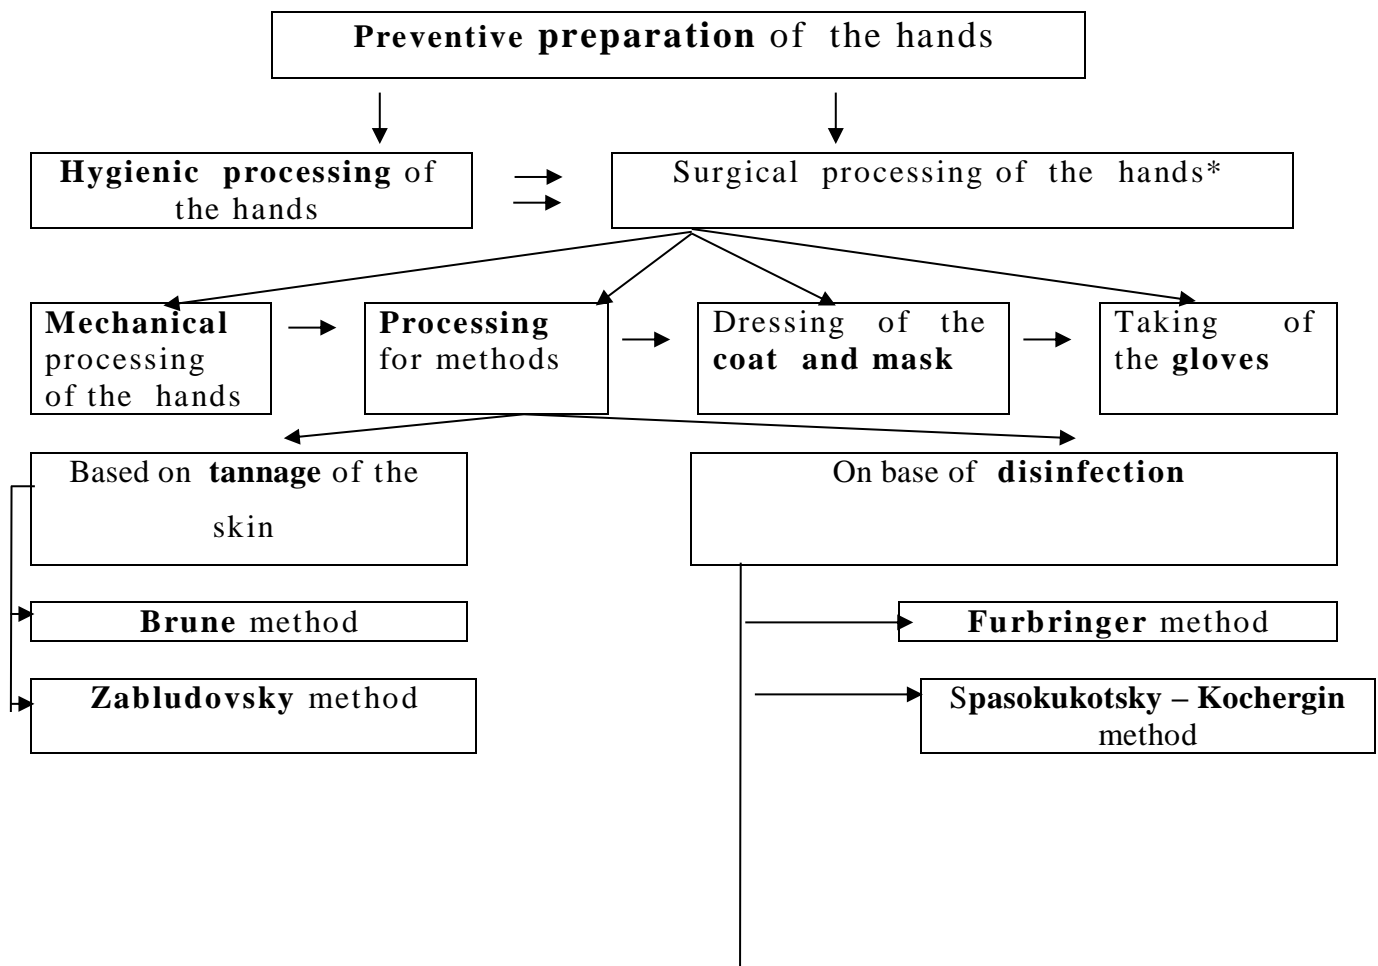 Preventive preparation of the hands
Hygienic processing of
the hands
Surgical processing of the hands*
Mechanical
processing
of the hands
Processing
for methods
Dressing of the
coat and mask
Taking of
the gloves
Based on tannage of the
skin
On base of disinfection
Brune method
Furbringer method
Zabludovsky method
Spasokukotsky – Kochergin
method